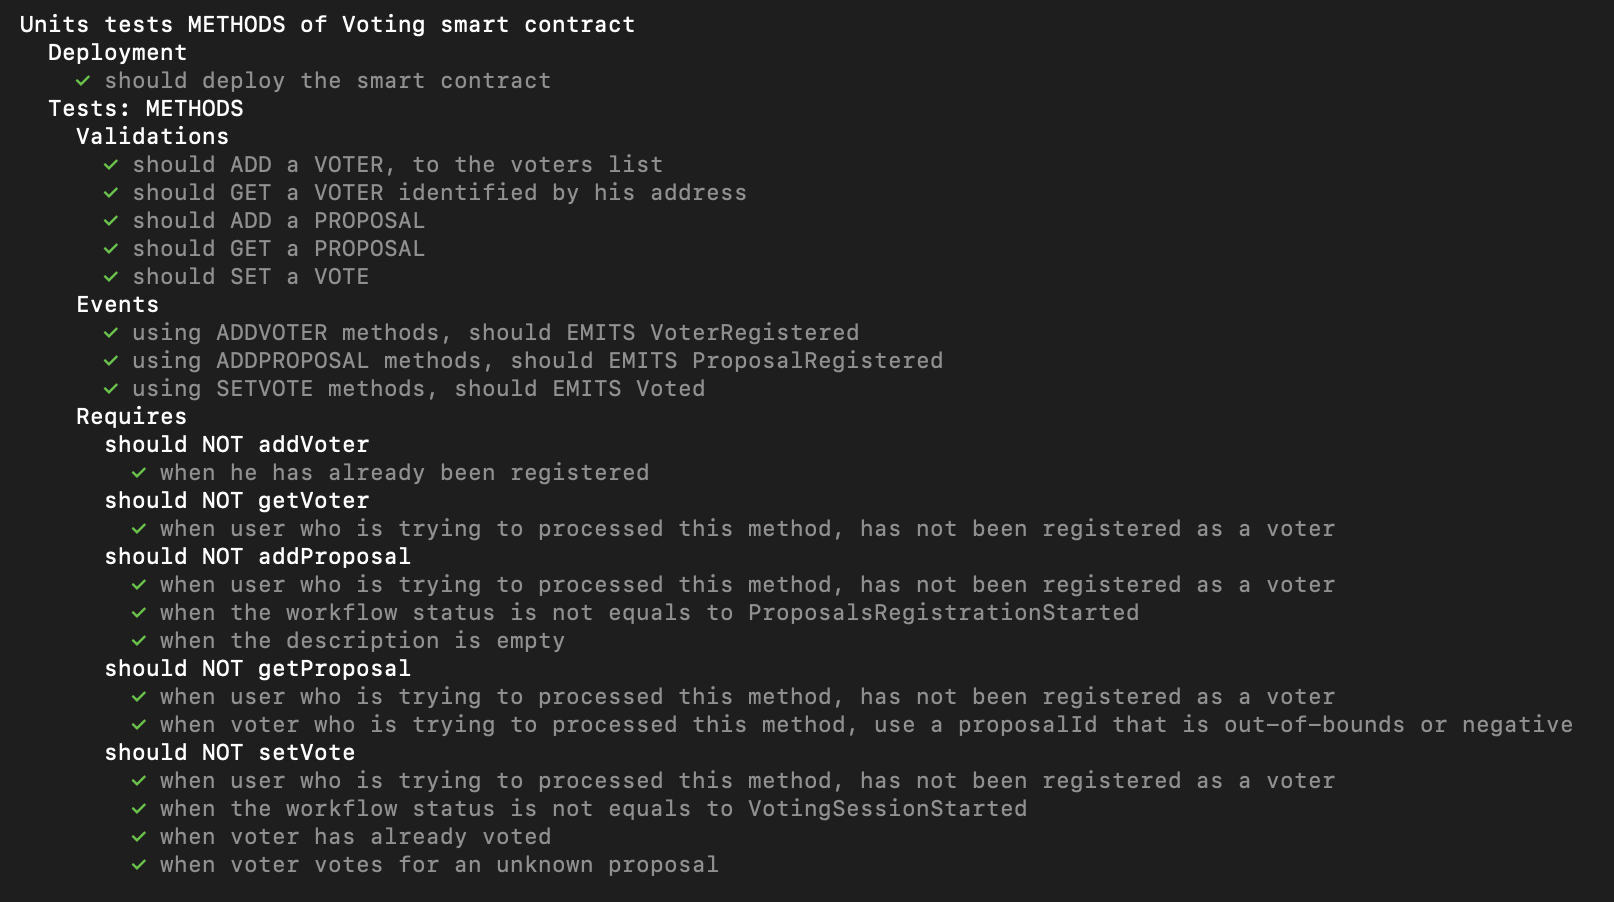 Units tests METHODS of Voting smart contract
Deployment
✓ should deploy the smart contract
Tests: METHODS
Validations
✓ should ADD a VOTER, to the voters list
✓ should GET a VOTER identified by his address
✓ should ADD a PROPOSAL
✓ should GET a PROPOSAL
✓ should SET a VOTE
Events
✓ using ADDVOTER methods, should EMITS VoterRegistered
✓ using ADDPROPOSAL methods, should EMITS ProposalRegistered
✓ using SETVOTE methods, should EMITS Voted
Requires
should NOT addVoter
✓ when he has already been registered
should NOT getVoter
✓ when user who is trying to processed this method, has not been registered as a voter
should NOT addProposal
✓ when user who is trying to processed this method, has not been registered as a voter
✓ when the workflow status is not equals to ProposalsRegistrationStarted
✓ when the description is empty
should NOT getProposal
✓ when user who is trying to processed this method, has not been registered as a voter
✓ when voter who is trying to processed this method, use a proposalId that is out-of-bounds or negative
should NOT setVote
✓ when user who is trying to processed this method, has not been registered as a voter
✓ when the workflow status is not equals to VotingSessionStarted
✓ when voter has already voted
✓ when voter votes for an unknown proposal